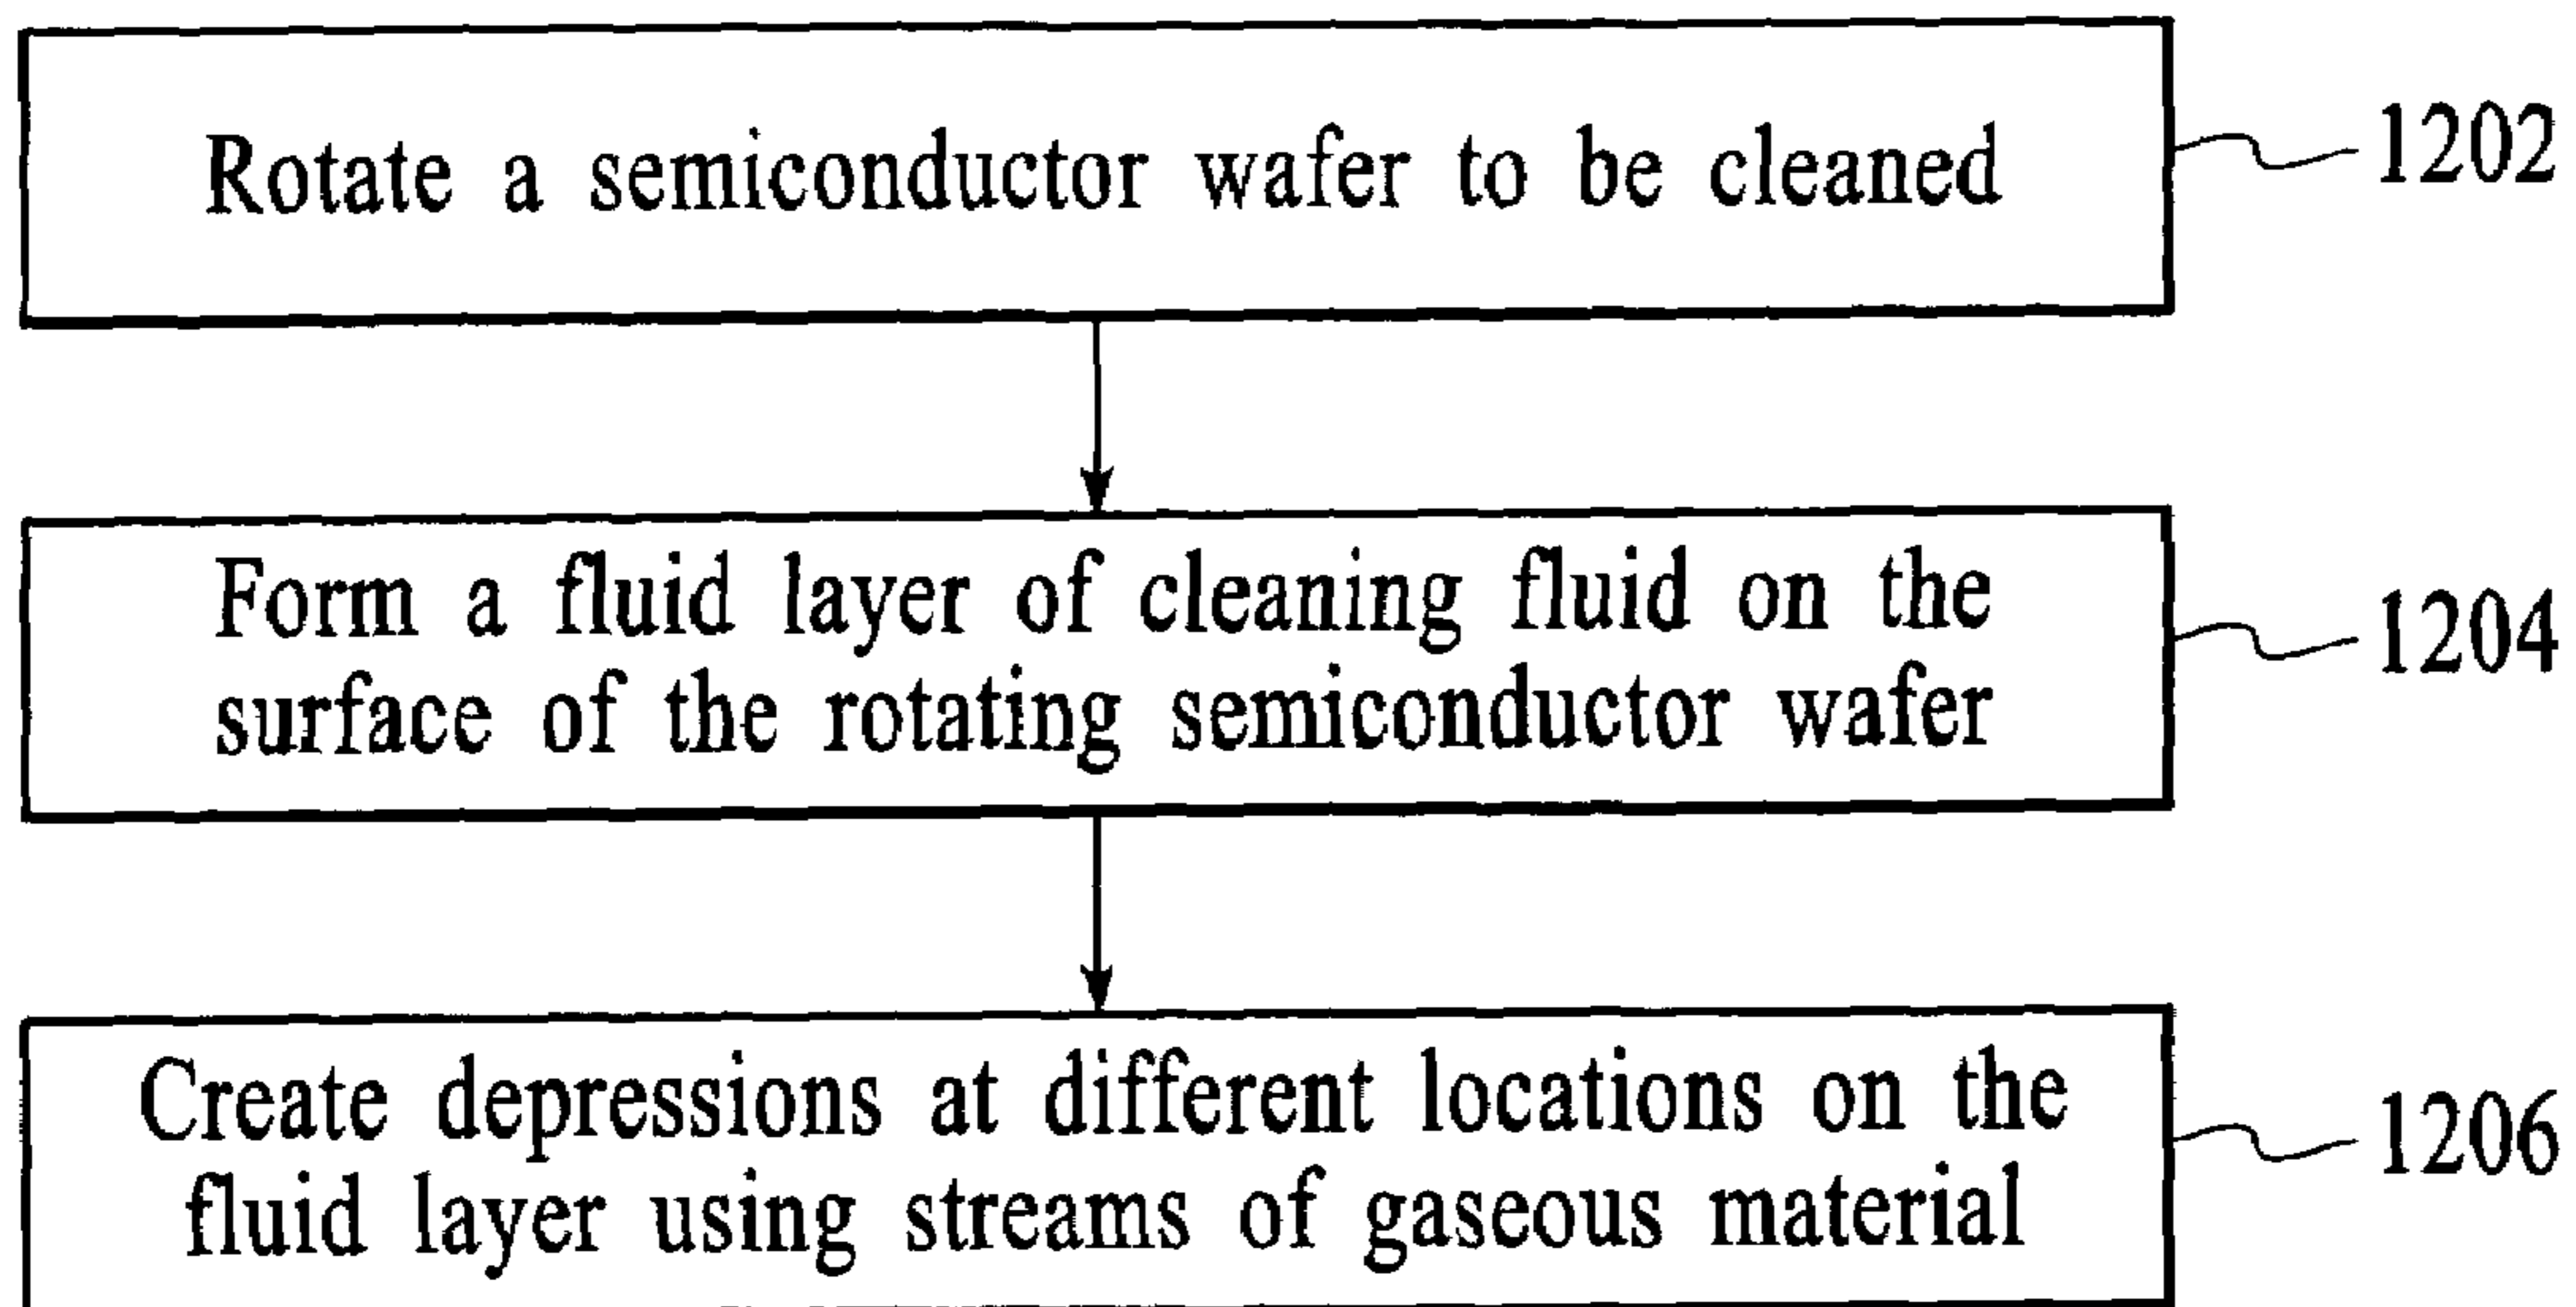 Rotate a semiconductor wafer to be cleaned
1202
Form a fluid layer of cleaning fluid on the
surface of the rotating semiconductor wafer
1204
Create depressions at different locations on the
fluid layer using streams of gaseous material
1206